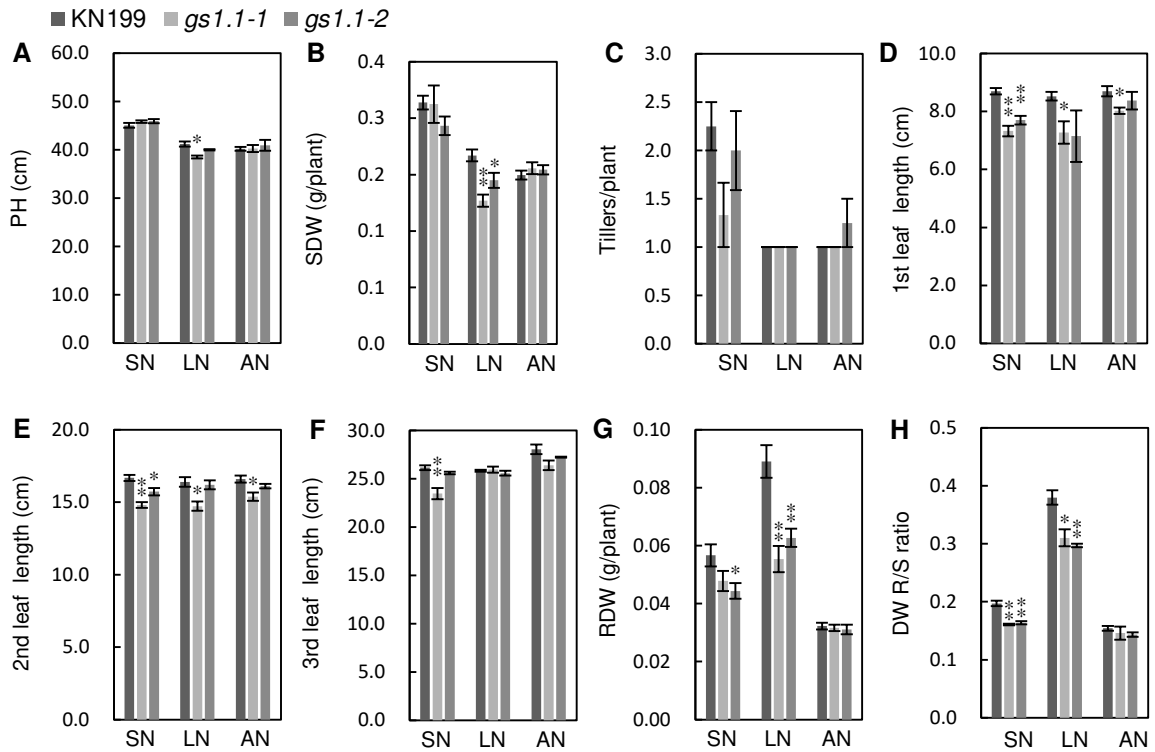 KN199 gs1.1-1 gs1.1-2
A
PH (cm)
60.0
50.0
40.0
30.0
20.0
10.0
0.0
SN LN AN
*
B
SDW (g/plant)
0.4
0.3
0.2
0.1
0.1
0.0
SN LN AN
** *
C
Tillers/plant
3.0
2.5
2.0
1.5
1.0
0.5
0.0
SN LN AN
D
1st leaf length (cm)
10.0
8.0
6.0
4.0
2.0
0.0
SN LN AN
** ** * *
E
2nd leaf length (cm)
20.0
15.0
10.0
5.0
0.0
SN LN AN
** * * *
F
3rd leaf length (cm)
30.0
25.0
20.0
15.0
10.0
5.0
0.0
SN LN AN
**
G
RDW (g/plant)
0.10
0.08
0.06
0.04
0.02
0.00
SN LN AN
* ** **
H
DW R/S ratio
0.5
0.4
0.3
0.2
0.1
0.0
SN LN AN
** ** * **